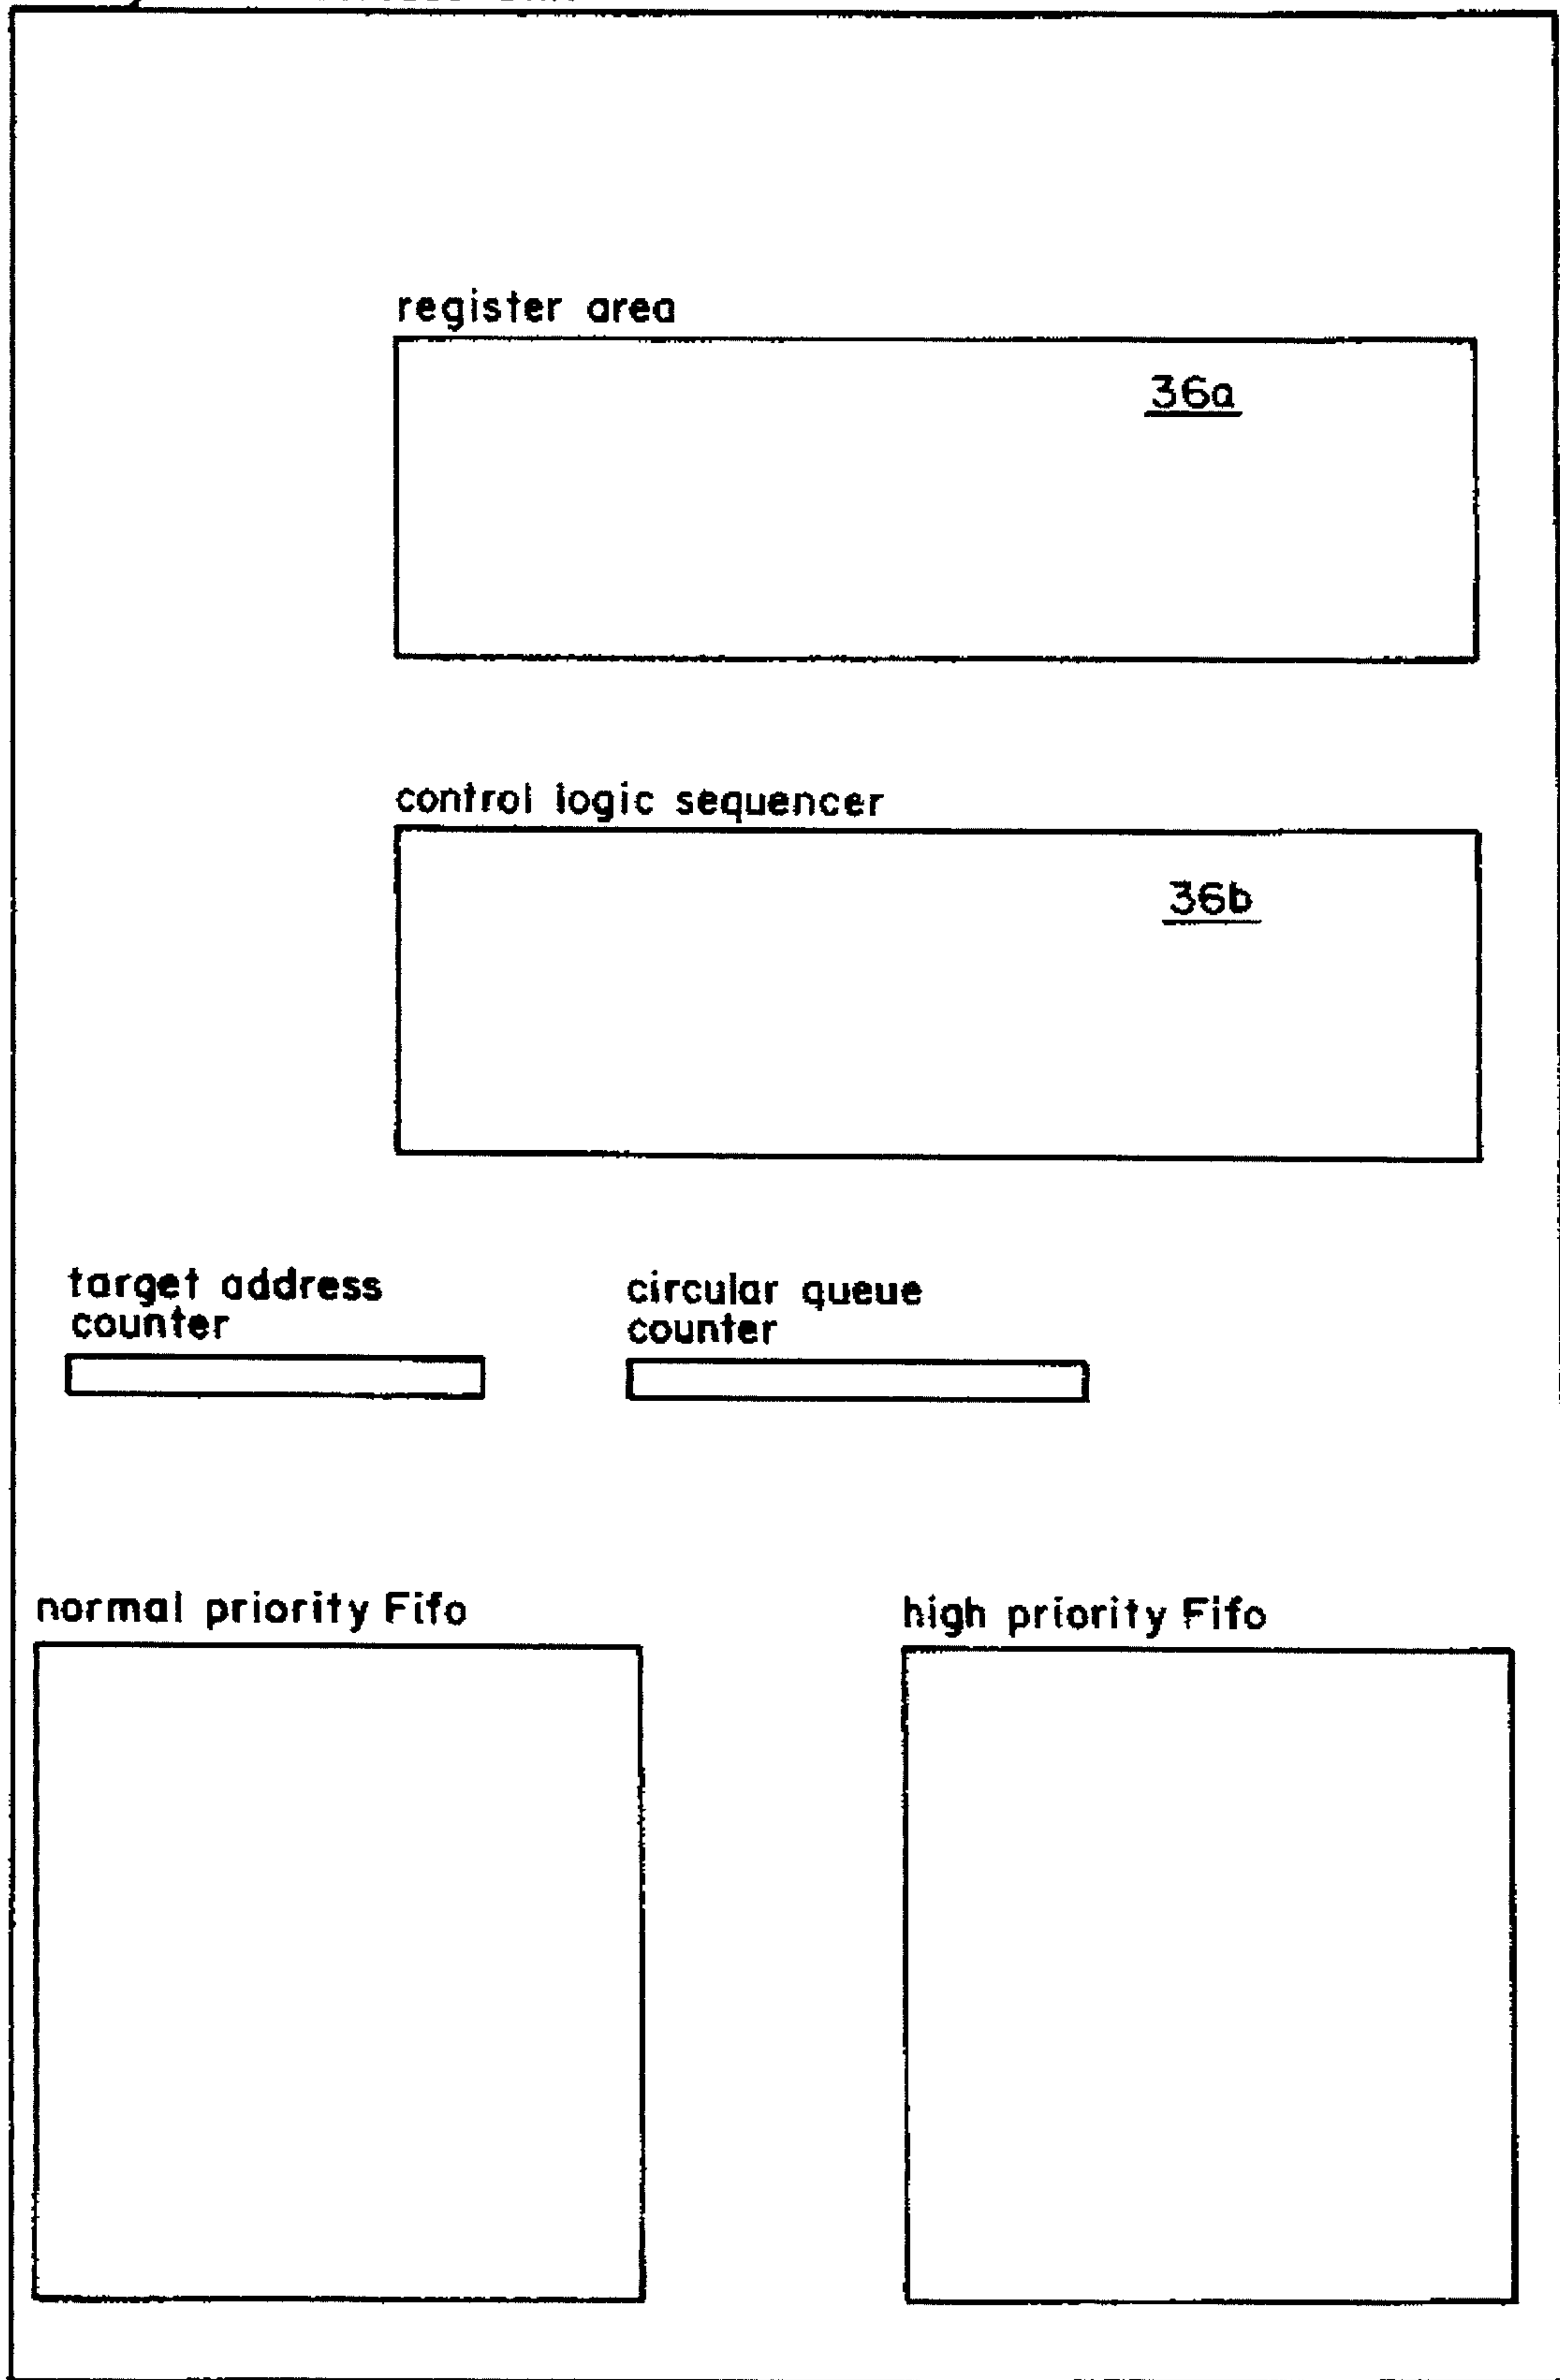 register area
36a
control logic sequencer
36b
target address
counter
circular queue
counter
normal priority Fifo
high priority Fifo